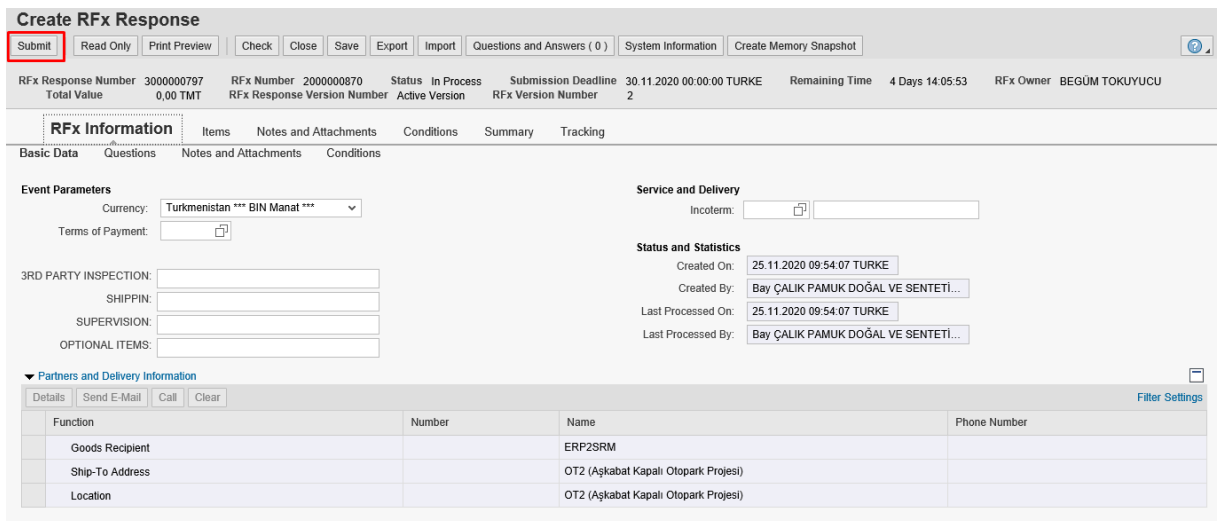 Create RFx Response
Submit Read Only Print Preview Check Close Save Export Import Questions and Answers ( 0 ) System Information Create Memory Snapshot
RFx Response Number 3000000797 RFx Number 2000000870 Status In Process Submission Deadline 30.11.2020 00:00:00 TURKE Remaining Time 4 Days 14:05:53 RFx Owner BEGÜM TOKUYUCU
Total Value 0,00 TMT RFx Response Version Number Active Version RFx Version Number 2
RFx Information Items Notes and Attachments Conditions Summary Tracking
Basic Data Questions Notes and Attachments Conditions
Event Parameters Service and Delivery
Currency: Turkmenistan *** BIN Manat *** Incoterm:
Terms of Payment:
Status and Statistics
Created On: 25.11.2020 09:54:07 TURKE
3RD PARTY INSPECTION: Created By: Bay ÇALIK PAMUK DOĞAL VE SENTETİ...
SHIPPIN: Last Processed On: 25.11.2020 09:54:07 TURKE
SUPERVISION: Last Processed By: Bay ÇALIK PAMUK DOĞAL VE SENTETİ...
OPTIONAL ITEMS:
Partners and Delivery Information
Details Send E-Mail Call Clear Filter Settings
Function Number Name Phone Number
Goods Recipient ERP2SRM
Ship-To Address OT2 (Aşkabat Kapalı Otopark Projesi)
Location OT2 (Aşkabat Kapalı Otopark Projesi)